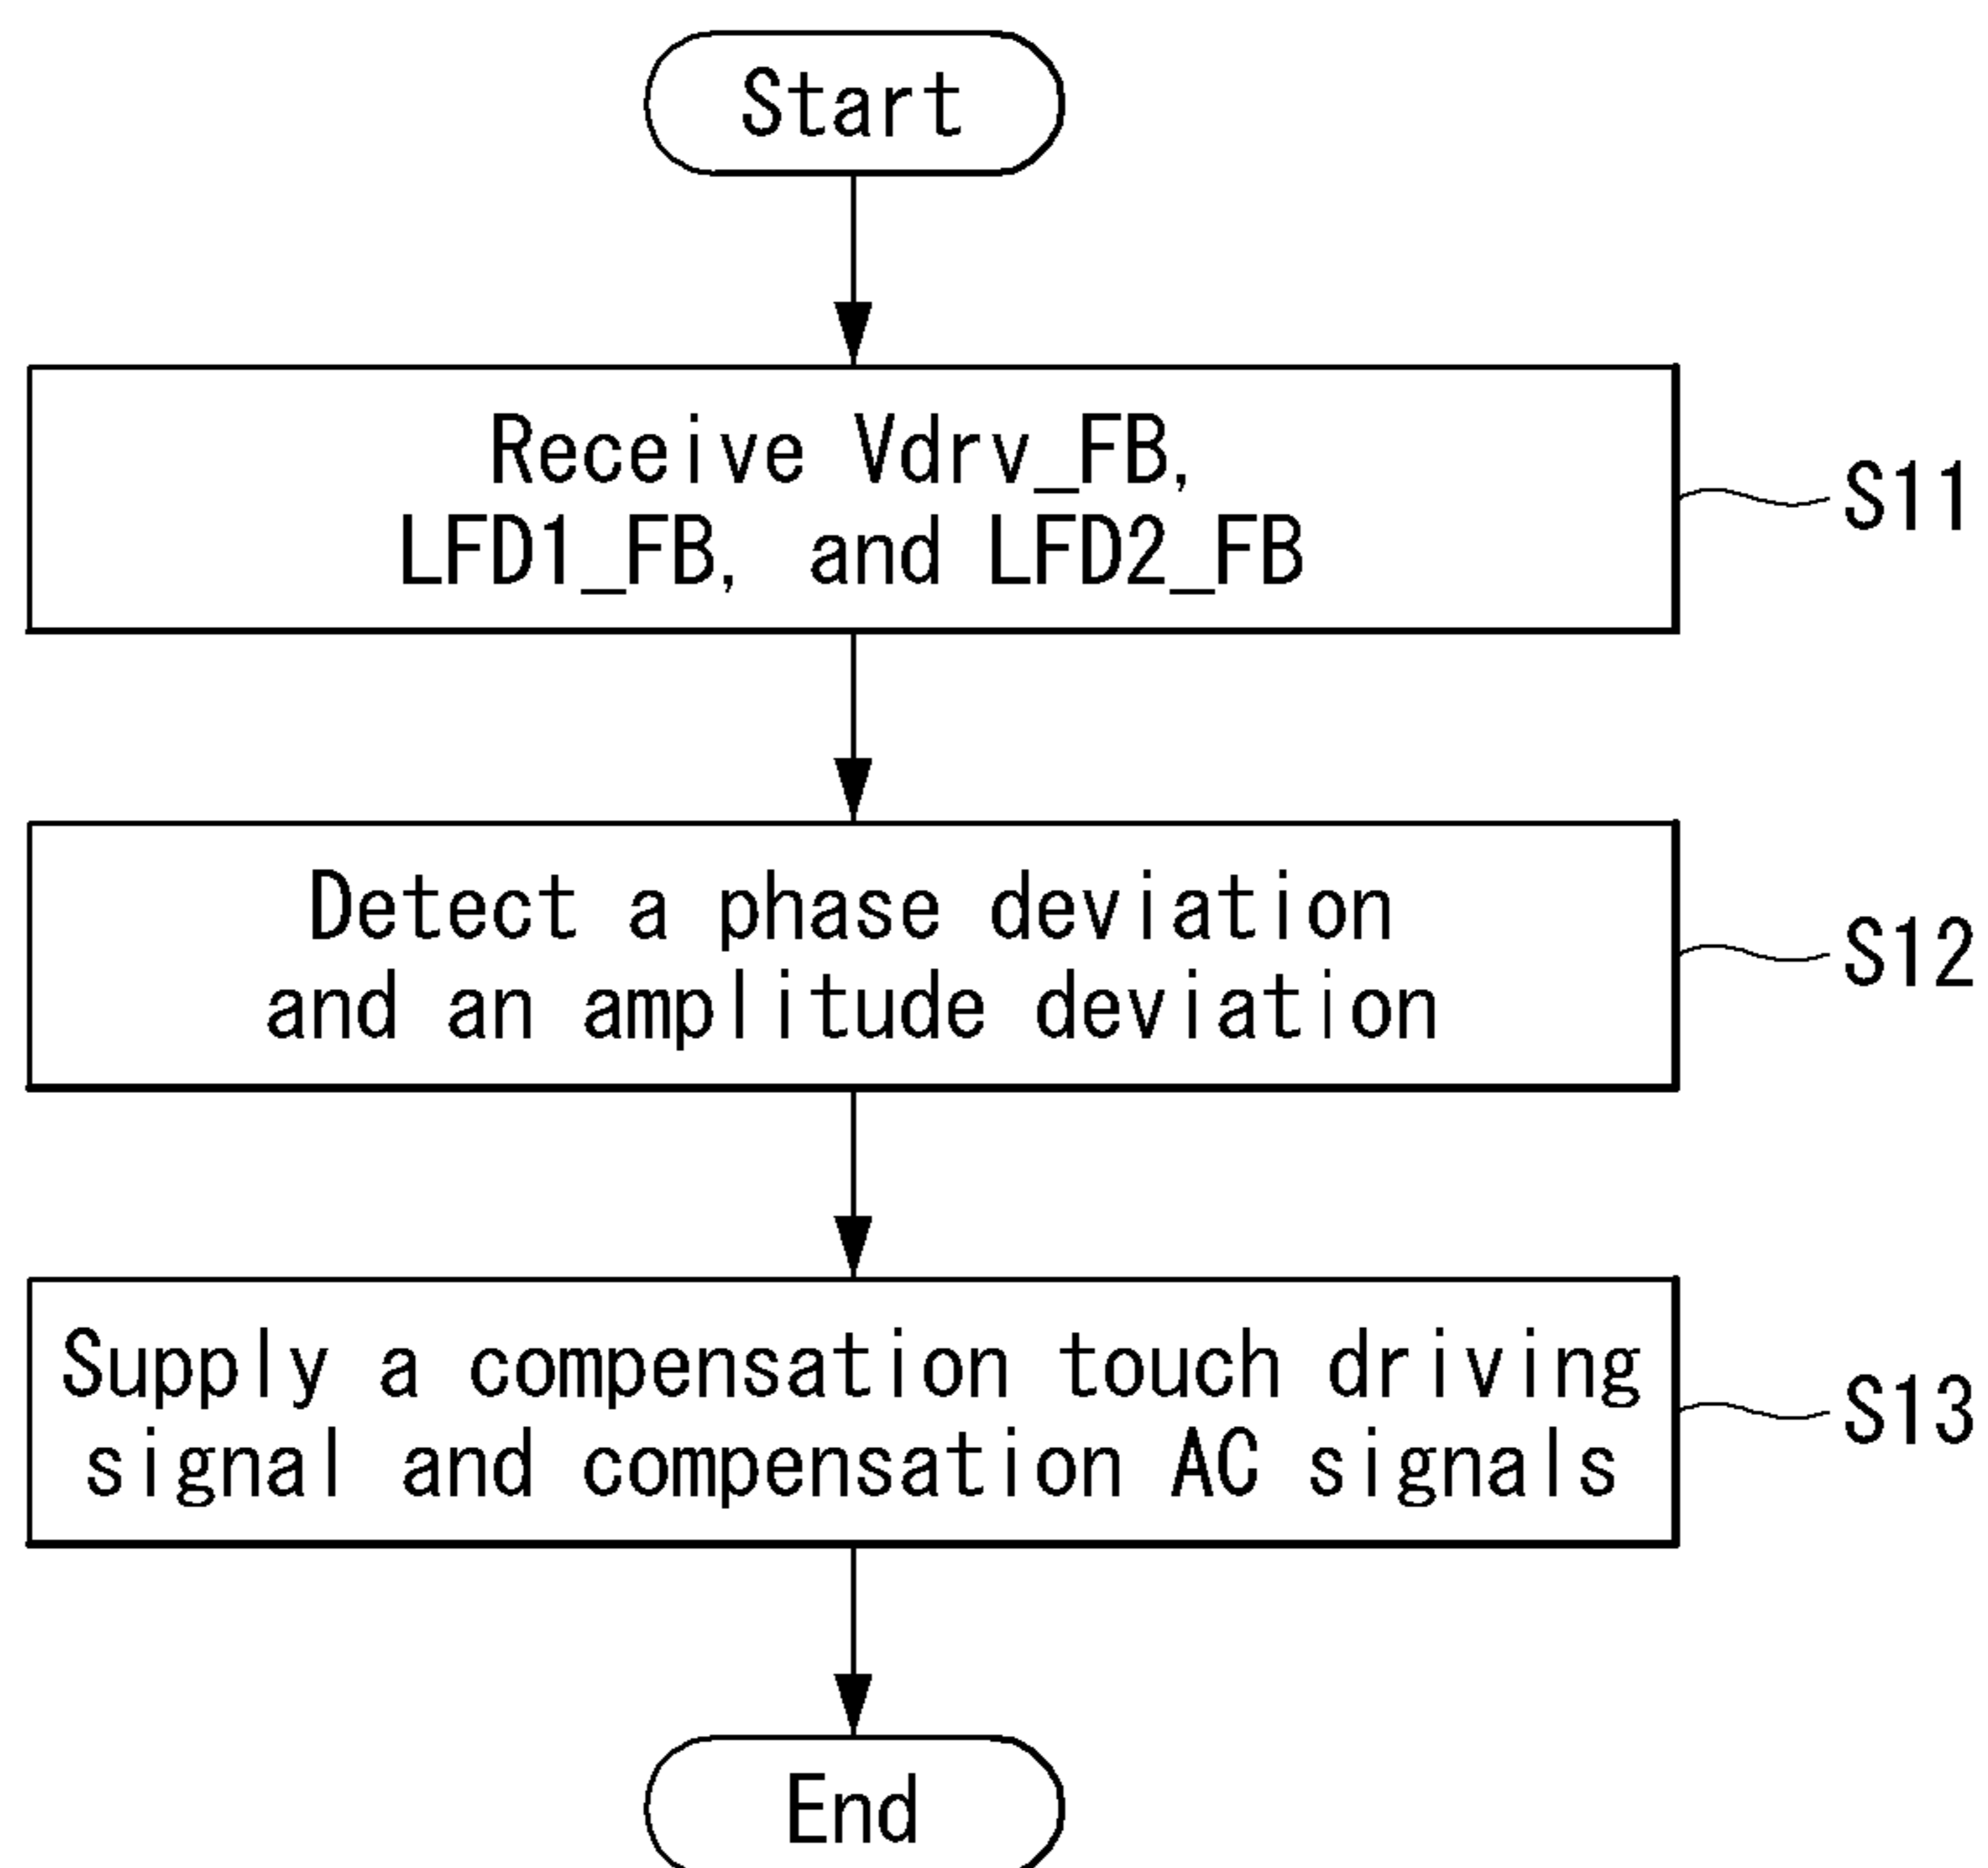 Start
Receive Vdrv_FB,
LFD1_FB, and LFD2_FB
S11
Detect a phase deviation
and an amplitude deviation
S12
Supply a compensation touch driving
signal and compensation AC signals
S13
End